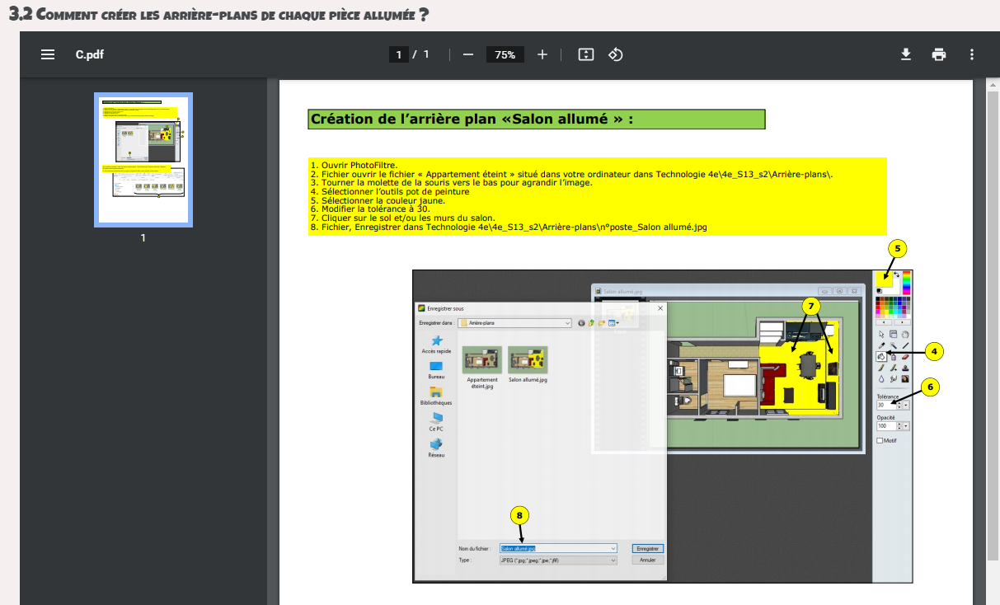 3.2 Comment créer les arrière-plans de chaque pièce allumée ?
C.pdf
1 / 1
75%
1
Création de l'arrière plan «Salon allumé » :
1. Ouvrir PhotoFiltre.
2. Fichier ouvrir le fichier « Appartement éteint » situé dans votre ordinateur dans Technologie 4e\4e_S13_s2\Arrière-plans\.
3. Tourner la molette de la souris vers le bas pour agrandir l'image.
4. Sélectionner l'outils pot de peinture
5. Sélectionner la couleur jaune.
6. Modifier la tolérance à 30.
7. Cliquer sur le sol et/ou les murs du salon.
8. Fichier, Enregistrer dans Technologie 4e\4e_S13_s2\Arrière-plans\n°poste_Salon allumé.jpg
5
Salon allumé.jpg
Enregistrer sous
7
Enregistrer dans :
Arrière-plans
Accès rapide
4
Bureau
Appartement
éteint.jpg
Salon allumé.jpg
6
Bibliothèques
Tolérance
30
Ce PC
Opacité
100
Motif
Réseau
8
Nom du fichier :
Salon allumé.jpg
Enregistrer
Type :
JPEG (*.jpg;*.jpeg;*.jpe;*.jfif)
Annuler